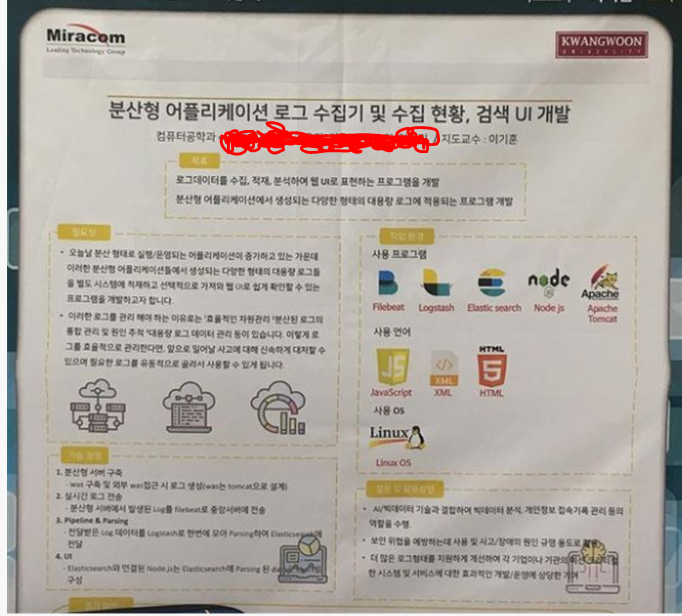 Miracom
Leading Technology Group
KWANGWOON
UNIVERSITY
분산형 어플리케이션 로그 수집기 및 수집 현황, 검색 UI 개발
컴퓨터공학과
/ 지도교수 : 이기훈
목표
로그데이터를 수집, 적재, 분석하여 웹 UI로 표현하는 프로그램을 개발
분산형 어플리케이션에서 생성되는 다양한 형태의 대용량 로그에 적용되는 프로그램 개발
필요성
• 오늘날 분산 형태로 실행/운영되는 어플리케이션이 증가하고 있는 가운데
이러한 분산형 어플리케이션들에서 생성되는 다양한 형태의 대용량 로그들
을 별도 시스템에 적재하고 선택적으로 가져와 웹 UI로 쉽게 확인할 수 있는
프로그램을 개발하고자 합니다.
• 이러한 로그를 관리 해야 하는 이유로는 '효율적인 자원관리 '분산된 로그의
통합 관리 및 원인 추적 '대용량 로그 데이터 관리 등이 있습니다. 이렇게 로
그를 효율적으로 관리한다면, 앞으로 일어날 사고에 대해 신속하게 대처할 수
있으며 필요한 로그를 유동적으로 골라서 사용할 수 있게 됩니다.
기술 설명
1. 분산형 서버 구축
- was 구축 및 외부 was접근 시 로그 생성(was는 tomcat으로 설계)
2. 실시간 로그 전송
- 분산형 서버에서 발생된 Log를 filebeat로 중앙서버에 전송
3. Pipeline & Parsing
- 전달받은 Log 데이터를 Logstash로 한번에 모아 Parsing하여 Elasticsearch에
전달
4. UI
- Elasticsearch와 연결된 Node.js는 Elasticsearch에 Parsing 된
구성
작업 환경
사용 프로그램
node
Apache
Filebeat
Logstash
Elastic search
Node js
Apache
Tomcat
사용 언어
JS
XML
HTML
5
JavaScript
XML
HTML
사용 OS
Linux
Linux OS
결론 및 활용방안
• AI/빅데이터 기술과 결합하여 빅데이터 분석, 개인정보 접속기록 관리 등의
역할을 수행
• 보안 위협을 예방하는데 사용 및 사고/장애의 원인 규명 용도로
• 더 많은 로그형태를 지원하게 개선하여 각 기업이나 기관의
한 시스템 및 서비스에 대한 효과적인 개발/운영에 상당한 기여